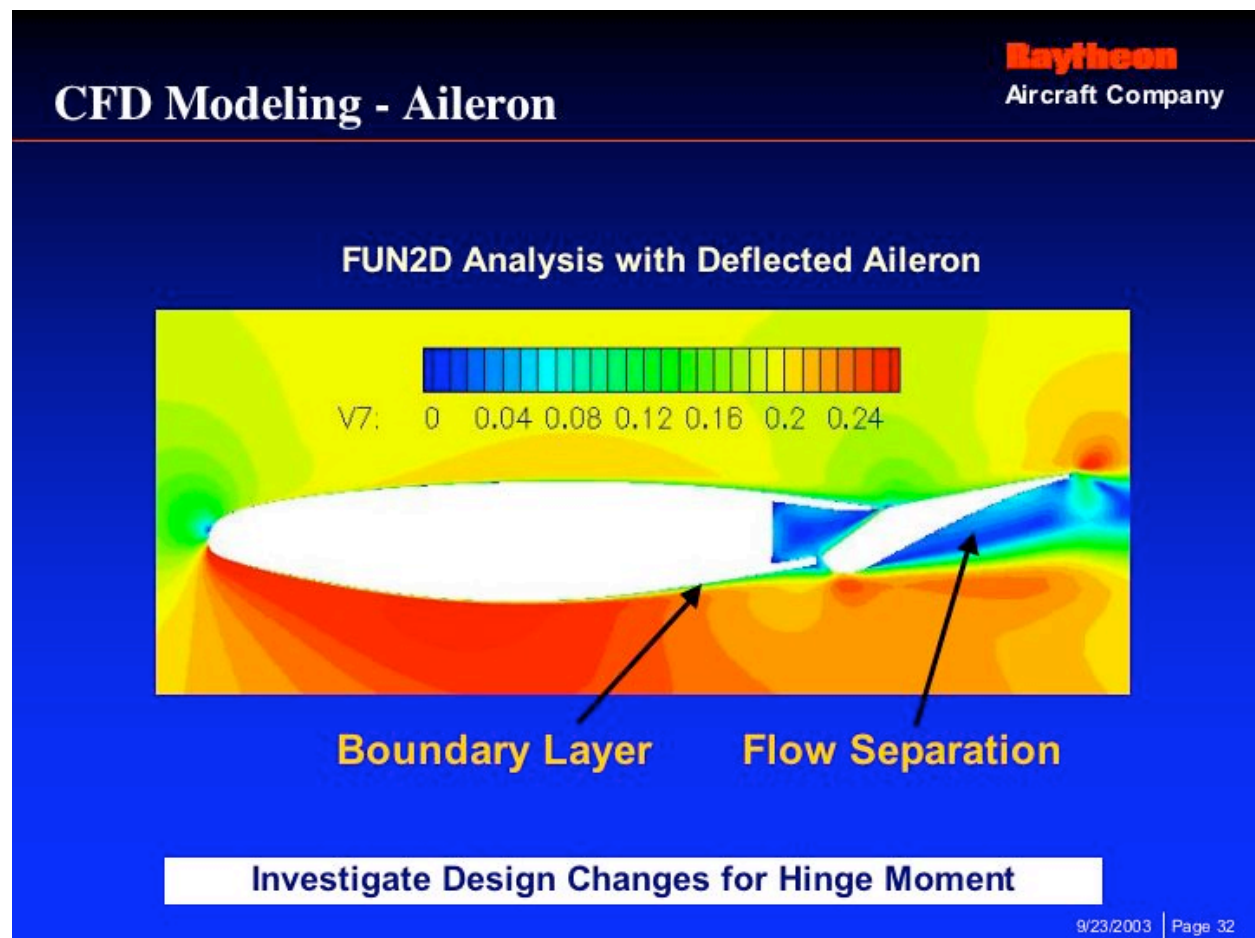 Raytheon
Aircraft Company
CFD Modeling - Aileron
FUN2D Analysis with Deflected Aileron
V7: 0 0.04 0.08 0.12 0.16 0.2 0.24
Boundary Layer Flow Separation
Investigate Design Changes for Hinge Moment
9/23/2003 Page 32